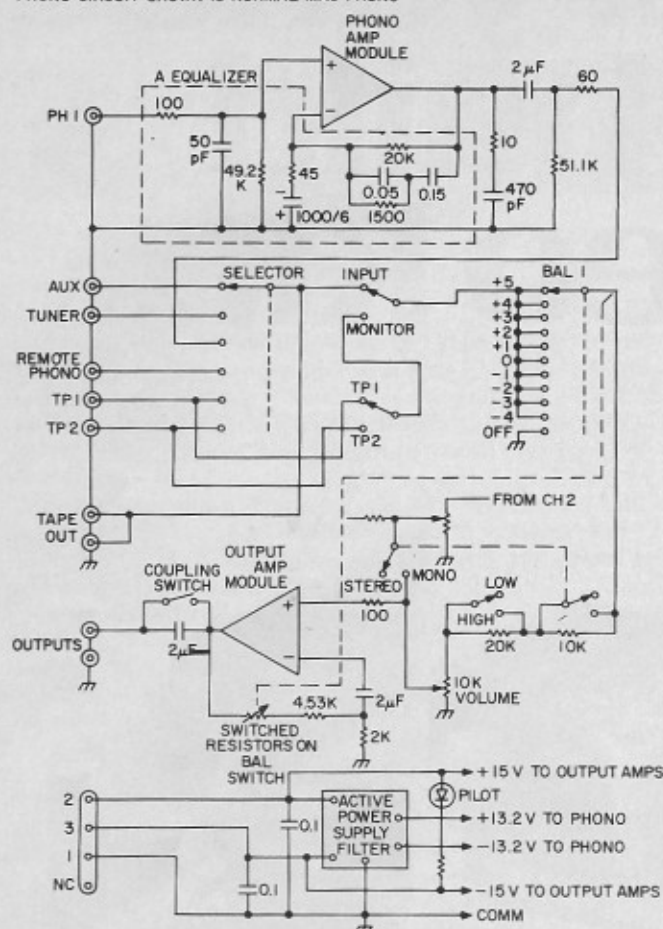 PHONO CIRCUIT SHOWN IS NORMAL MAG PHONO
PHONO
AMP
MODULE
A EQUALIZER
2 μF
60
PH 1
100
+
−
50
pF
49.2
K
45
−
+
1000/6
20K
0.05
0.15
1500
10
470
pF
51.1K
AUX
SELECTOR
INPUT
BAL 1
TUNER
MONITOR
REMOTE
PHONO
TP 1
TP 2
TP 1
TP2
+5
+4
+3
+2
+1
0
−1
−2
−3
−4
OFF
TAPE
OUT
FROM CH 2
COUPLING
SWITCH
OUTPUT
AMP
MODULE
STEREO
MONO
LOW
HIGH
+
−
100
20K
10K
OUTPUTS
2μF
10K
VOLUME
4.53K
2μF
SWITCHED
RESISTORS ON
BAL
SWITCH
2K
2
3
1
NC
0.1
0.1
ACTIVE
POWER
SUPPLY
FILTER
PILOT
+15 V TO OUTPUT AMPS
+13.2 V TO PHONO
−13.2 V TO PHONO
−15 V TO OUTPUT AMPS
COMM